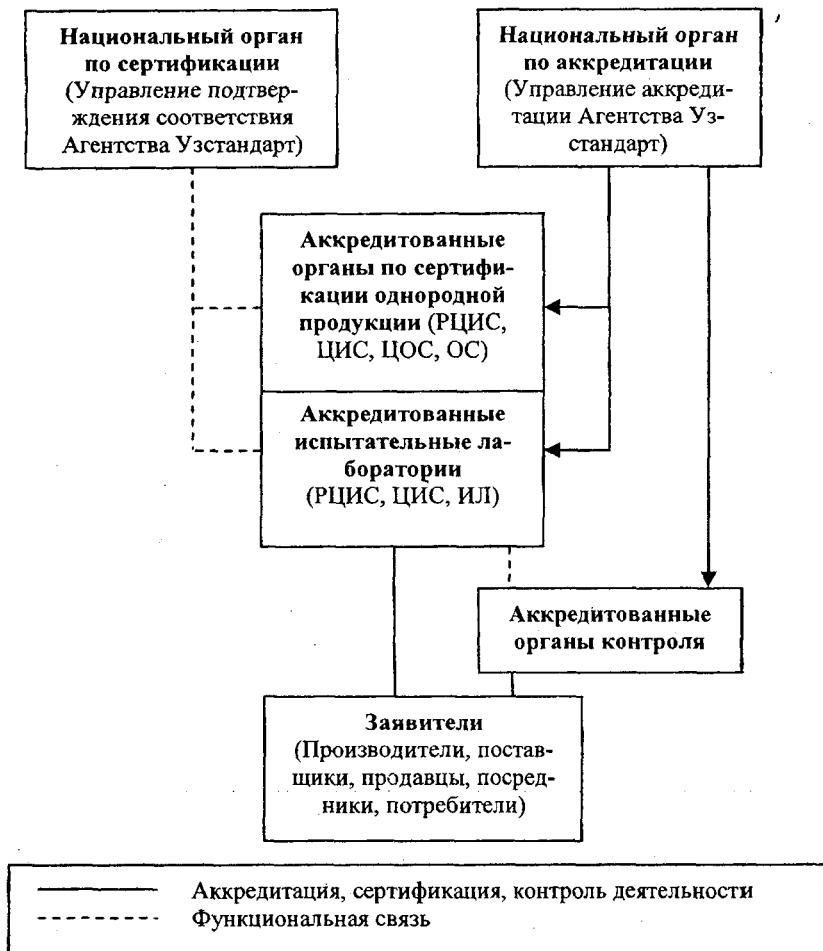 Национальный орган
по сертификации
(Управление подтвер-
ждения соответствия
Агентства Узстандарт)
Национальный орган
по аккредитации
(Управление аккреди-
тации Агентства Уз-
стандарт)
Аккредитованные
органы по сертифи-
кации однородной
продукции (РЦИС,
ЦИС, ЦОС, ОС)
Аккредитованные
испытательные ла-
боратории
(РЦИС, ЦИС, ИЛ)
Аккредитованные
органы контроля
Заявители
(Производители, постав-
щики, продавцы, посред-
ники, потребители)
Аккредитация, сертификация, контроль деятельности
Функциональная связь